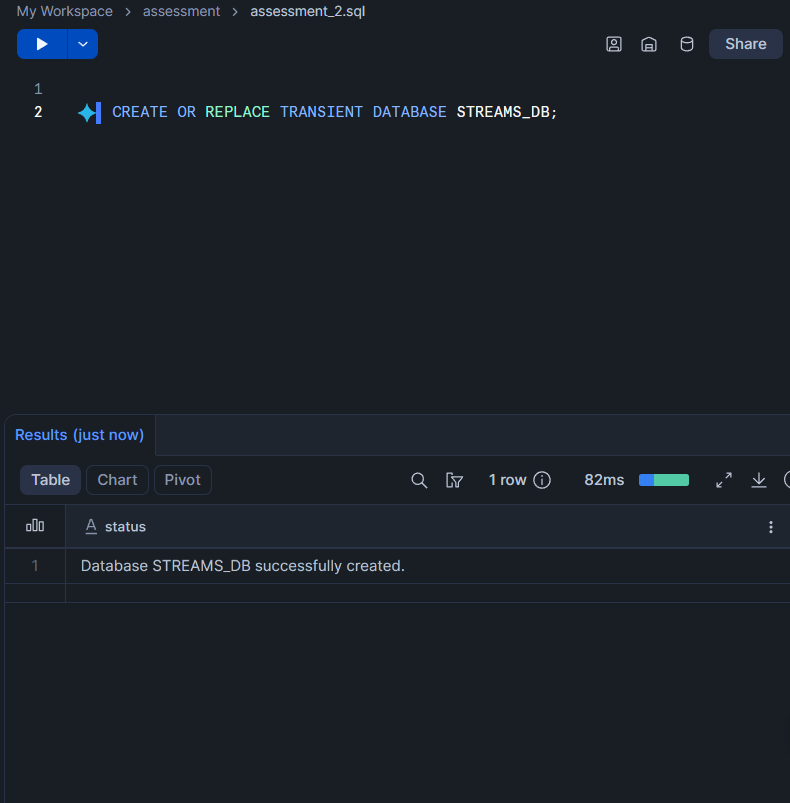 My Workspace > assessment > assessment_2.sql
Share
1
2 CREATE OR REPLACE TRANSIENT DATABASE STREAMS_DB;
Results (just now)
Table Chart Pivot 1 row 82ms
A status
1 Database STREAMS_DB successfully created.